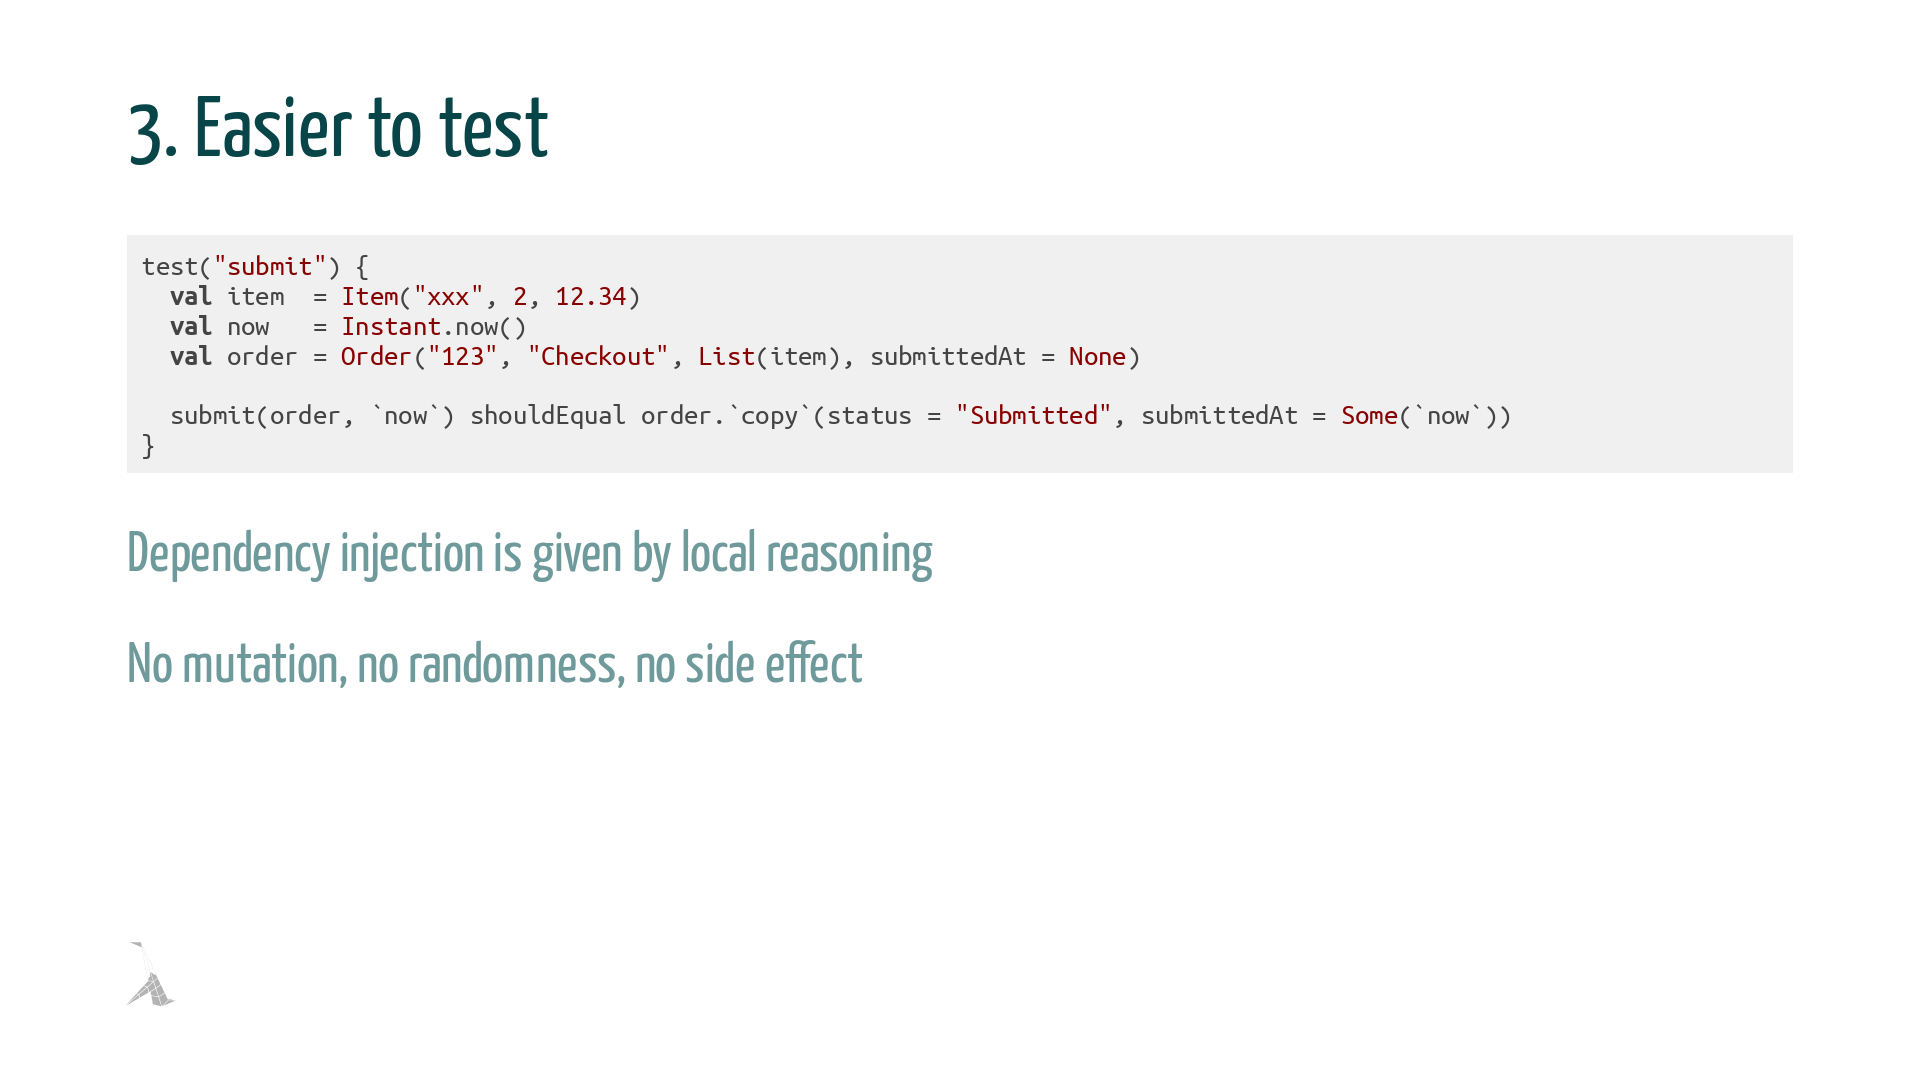 3. Easier to test
test("submit") {
  val item  = Item("xxx", 2, 12.34)
  val now   = Instant.now()
  val order = Order("123", "Checkout", List(item), submittedAt = None)
  submit(order, `now`) shouldEqual order.`copy`(status = "Submitted", submittedAt = Some(`now`))
}
Dependency injection is given by local reasoning
No mutation, no randomness, no side effect